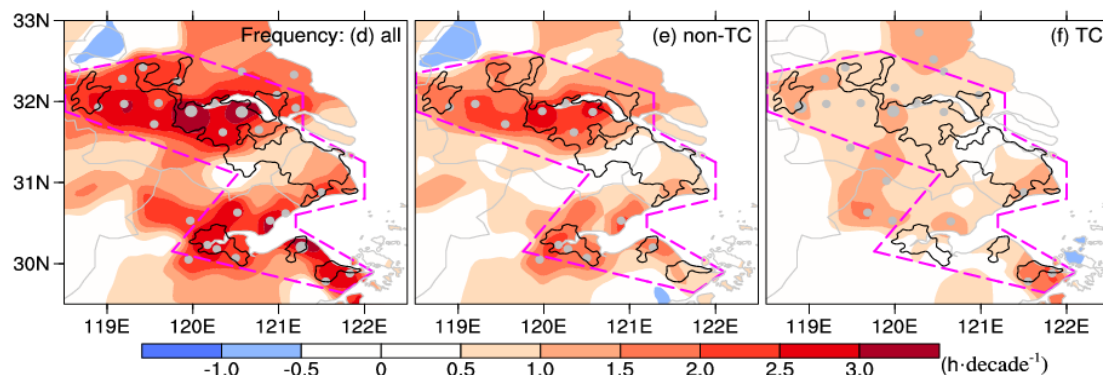 33N
32N
31N
30N
Frequency: (d) all
(e) non-TC
(f) TC
119E 120E 121E 122E
119E 120E 121E 122E
119E 120E 121E 122E
-1.0 -0.5 0 0.5 1.0 1.5 2.0 2.5 3.0 (h·decade⁻¹)